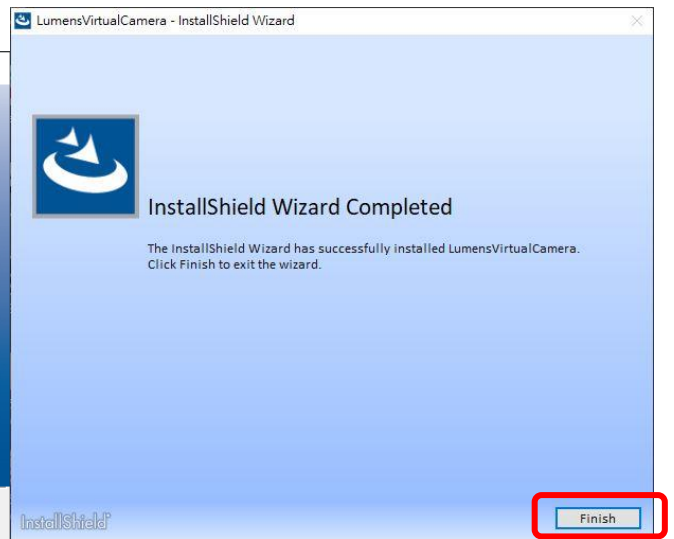 LumensVirtualCamera - InstallShield Wizard
InstallShield Wizard Completed
The InstallShield Wizard has successfully installed LumensVirtualCamera.
Click Finish to exit the wizard.
InstallShield
Finish